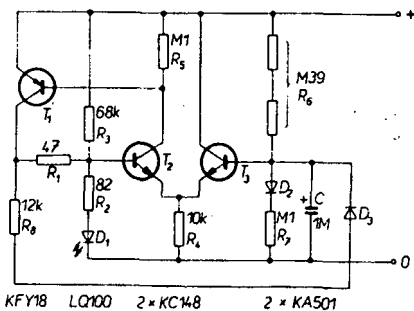 +
M1
R5
M39
R6
T1
68k
R3
47
R1
T2
T3
82
R2
D2
C
+
1M
D3
12k
R8
D1
10k
R4
M1
R7
0
KFY18 LQ100 2×KC148 2×KA501